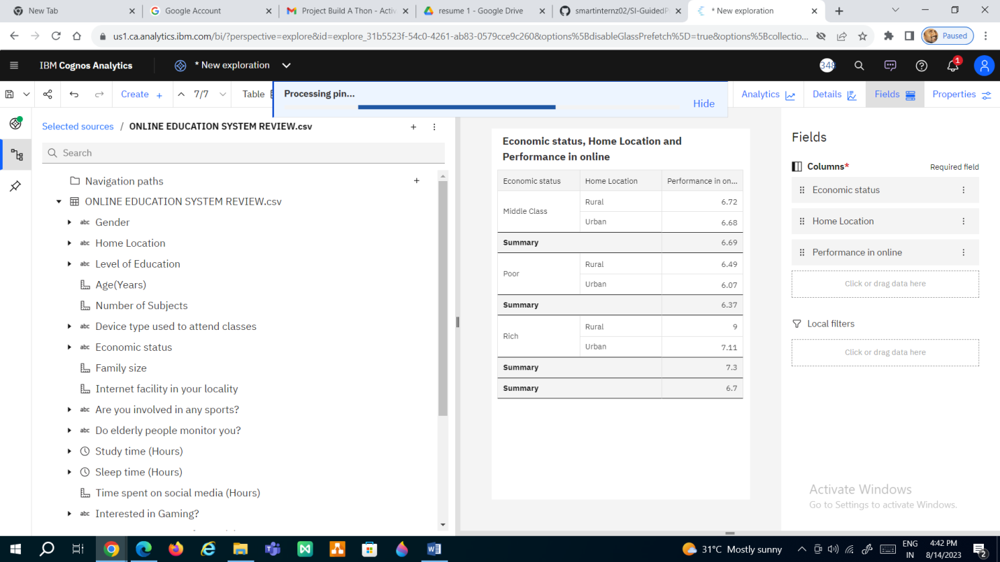 New Tab
Google Account
Project Build A Thon - Activ
resume 1 - Google Drive
smartinternz02/SI-GuidedP
* New exploration
us1.ca.analytics.ibm.com/bi/?perspective=explore&id=explore_31b5523f-54c0-4261-ab83-0579cce9c260&options%5BdisableGlassPrefetch%5D=true&options%5Bcollectio...
Paused
IBM Cognos Analytics
* New exploration
348
1
Create +
7/7
Table
Processing pin...
Hide
Analytics
Details
Fields
Properties
Selected sources / ONLINE EDUCATION SYSTEM REVIEW.csv
Search
Navigation paths
ONLINE EDUCATION SYSTEM REVIEW.csv
abc Gender
abc Home Location
abc Level of Education
Age(Years)
Number of Subjects
abc Device type used to attend classes
abc Economic status
Family size
Internet facility in your locality
abc Are you involved in any sports?
abc Do elderly people monitor you?
Study time (Hours)
Sleep time (Hours)
Time spent on social media (Hours)
abc Interested in Gaming?
Economic status, Home Location and
Performance in online
Economic status Home Location Performance in on...
Middle Class Rural 6.72
Urban 6.68
Summary 6.69
Poor Rural 6.49
Urban 6.07
Summary 6.37
Rich Rural 9
Urban 7.11
Summary 7.3
Summary 6.7
Fields
Columns* Required field
Economic status
Home Location
Performance in online
Click or drag data here
Local filters
Click or drag data here
Activate Windows
Go to Settings to activate Windows.
31°C Mostly sunny
ENG
IN
4:42 PM
8/14/2023
2